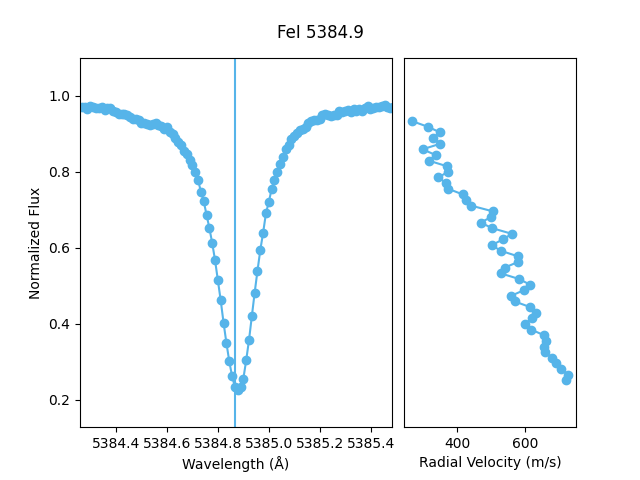 FeI 5384.9
Normalized Flux
1.0
0.8
0.6
0.4
0.2
5384.4 5384.6 5384.8 5385.0 5385.2 5385.4
Wavelength (Å)
400 600
Radial Velocity (m/s)